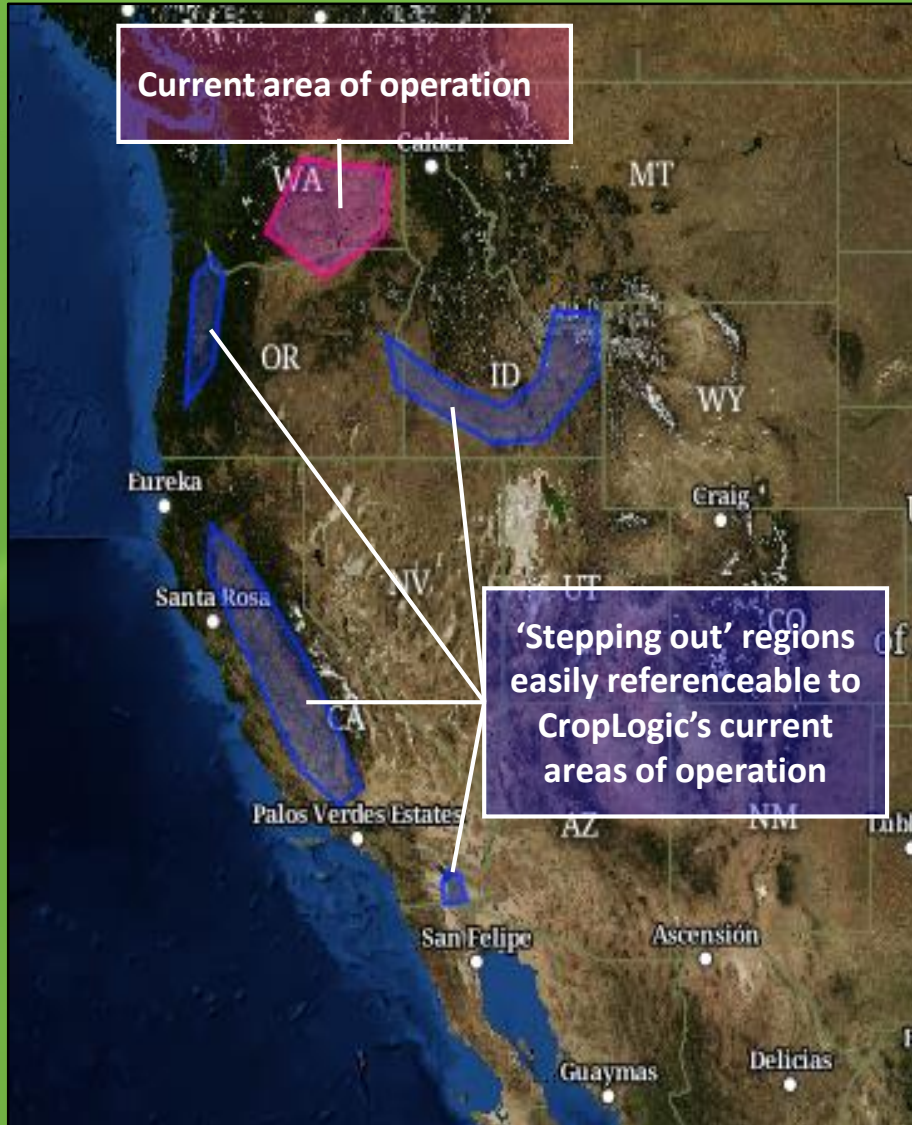 Current area of operation
Calder
WA
MT
OR
ID
WY
Eureka
Craig
NV
UT
Santa Rosa
CO
of
‘Stepping out’ regions
easily referenceable to
CropLogic’s current
areas of operation
CA
Palos Verdes Estates
AZ
NM
San Felipe
Ascensión
Guaymas
Delicias